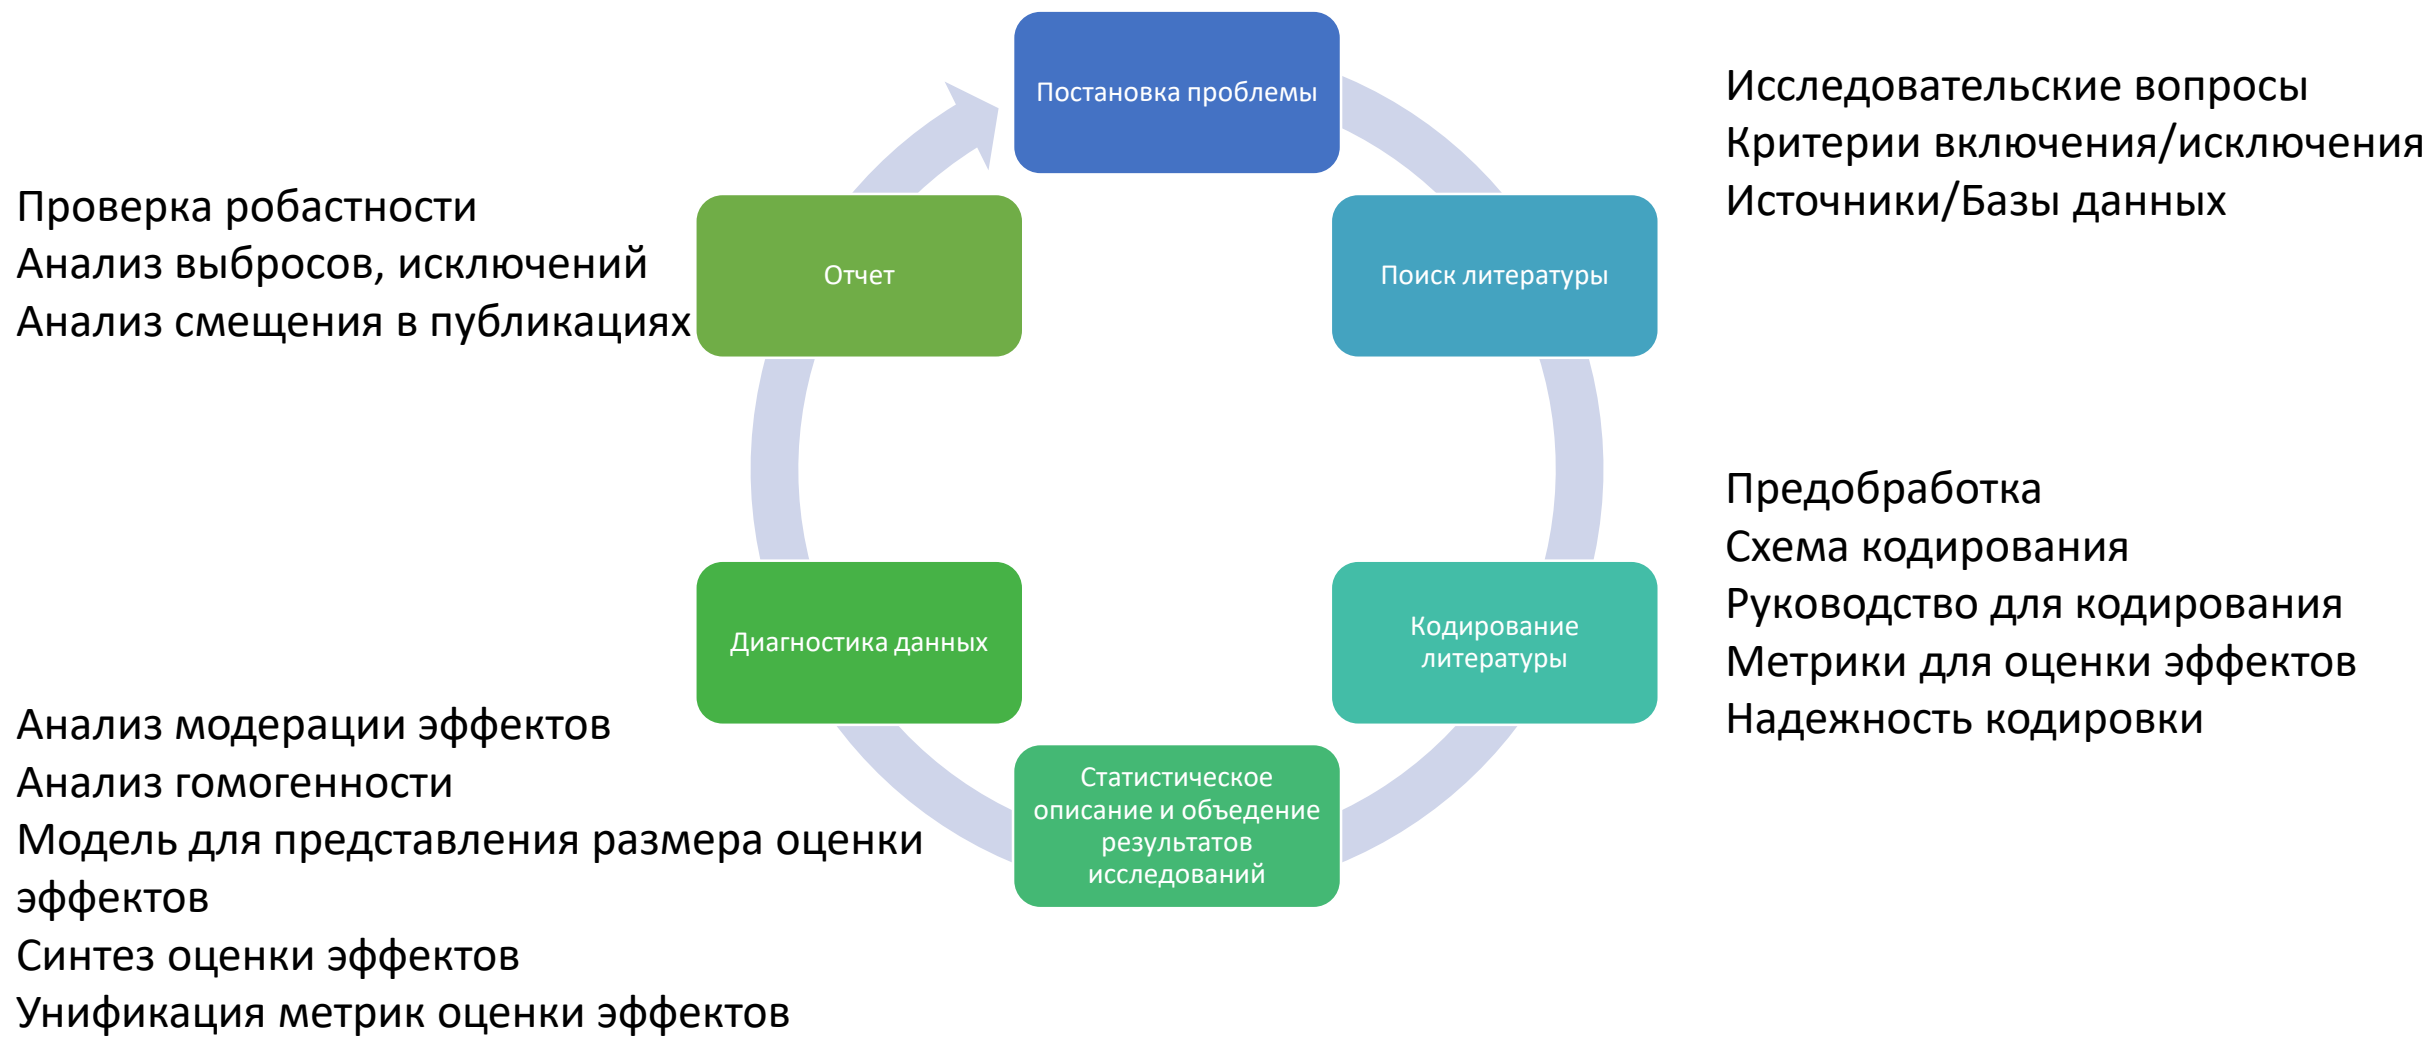 Постановка проблемы
Исследовательские вопросы
Критерии включения/исключения
Источники/Базы данных
Поиск литературы
Предобработка
Схема кодирования
Руководство для кодирования
Метрики для оценки эффектов
Надежность кодировки
Кодирование
литературы
Статистическое
описание и объедение
результатов
исследований
Диагностика данных
Анализ модерации эффектов
Анализ гомогенности
Модель для представления размера оценки
эффектов
Синтез оценки эффектов
Унификация метрик оценки эффектов
Отчет
Проверка робастности
Анализ выбросов, исключений
Анализ смещения в публикациях